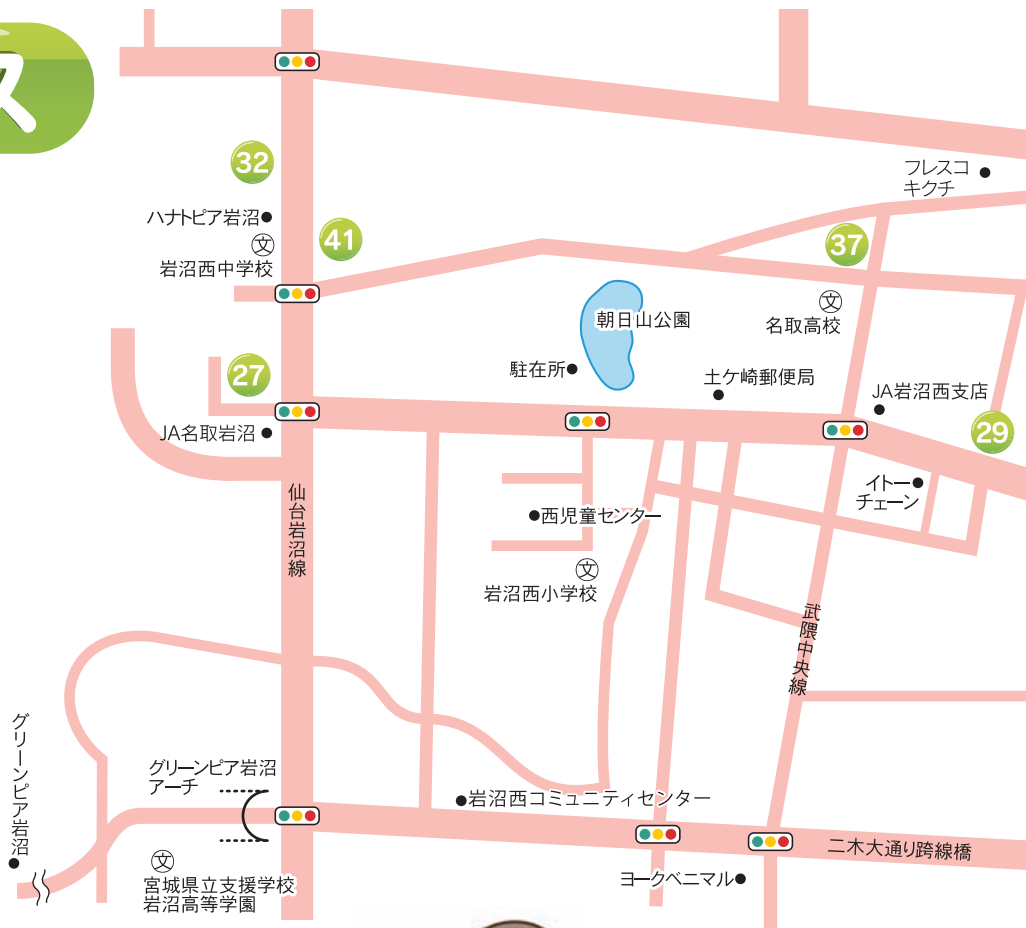 ス
32
フレスコ
キクチ
ハナトピア岩沼
41
37
文
岩沼西中学校
文
名取高校
朝日山公園
駐在所
27
土ケ崎郵便局
JA岩沼西支店
29
JA名取岩沼
イトー
チェーン
仙台岩沼線
西児童センター
文
岩沼西小学校
武隈中央線
グリーンピア岩沼
グリーンピア岩沼
アーチ
岩沼西コミュニティセンター
二木大通り跨線橋
文
宮城県立支援学校
岩沼高等学園
ヨークベニマル